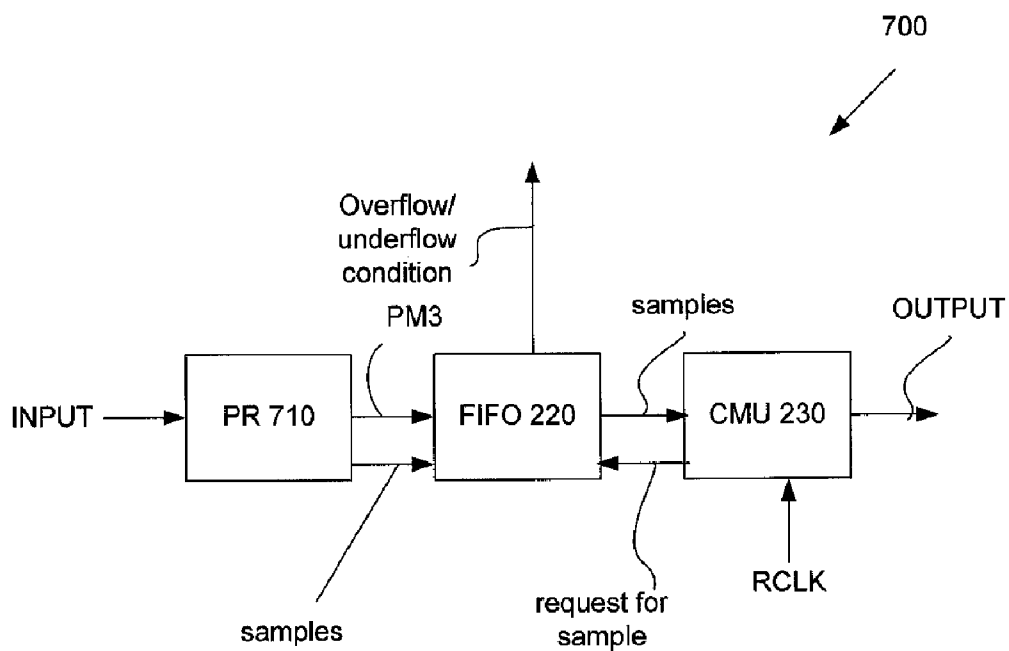 700
Overflow/
underflow
condition
PM3
samples
OUTPUT
INPUT
PR 710
FIFO 220
CMU 230
RCLK
samples
request for
sample